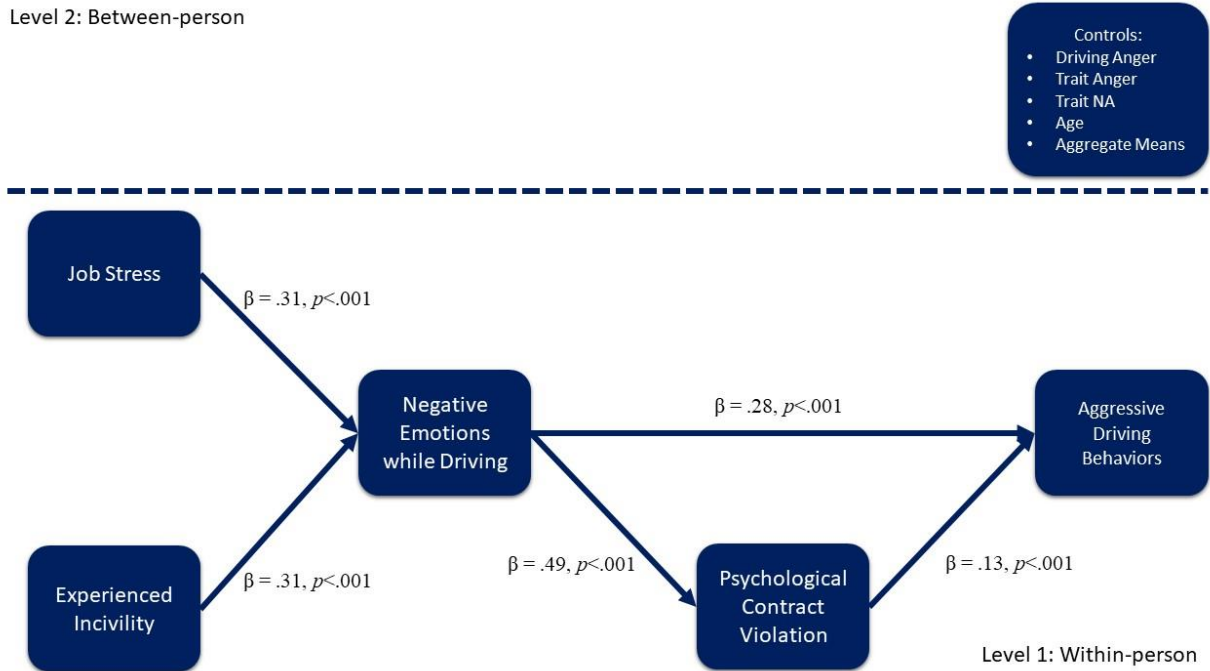 Level 2: Between-person
Controls:
• Driving Anger
• Trait Anger
• Trait NA
• Age
• Aggregate Means
Job Stress
β = .31, p<.001
Negative
Emotions
while Driving
β = .28, p<.001
Aggressive
Driving
Behaviors
Experienced
Incivility
β = .31, p<.001
β = .49, p<.001
Psychological
Contract
Violation
β = .13, p<.001
Level 1: Within-person